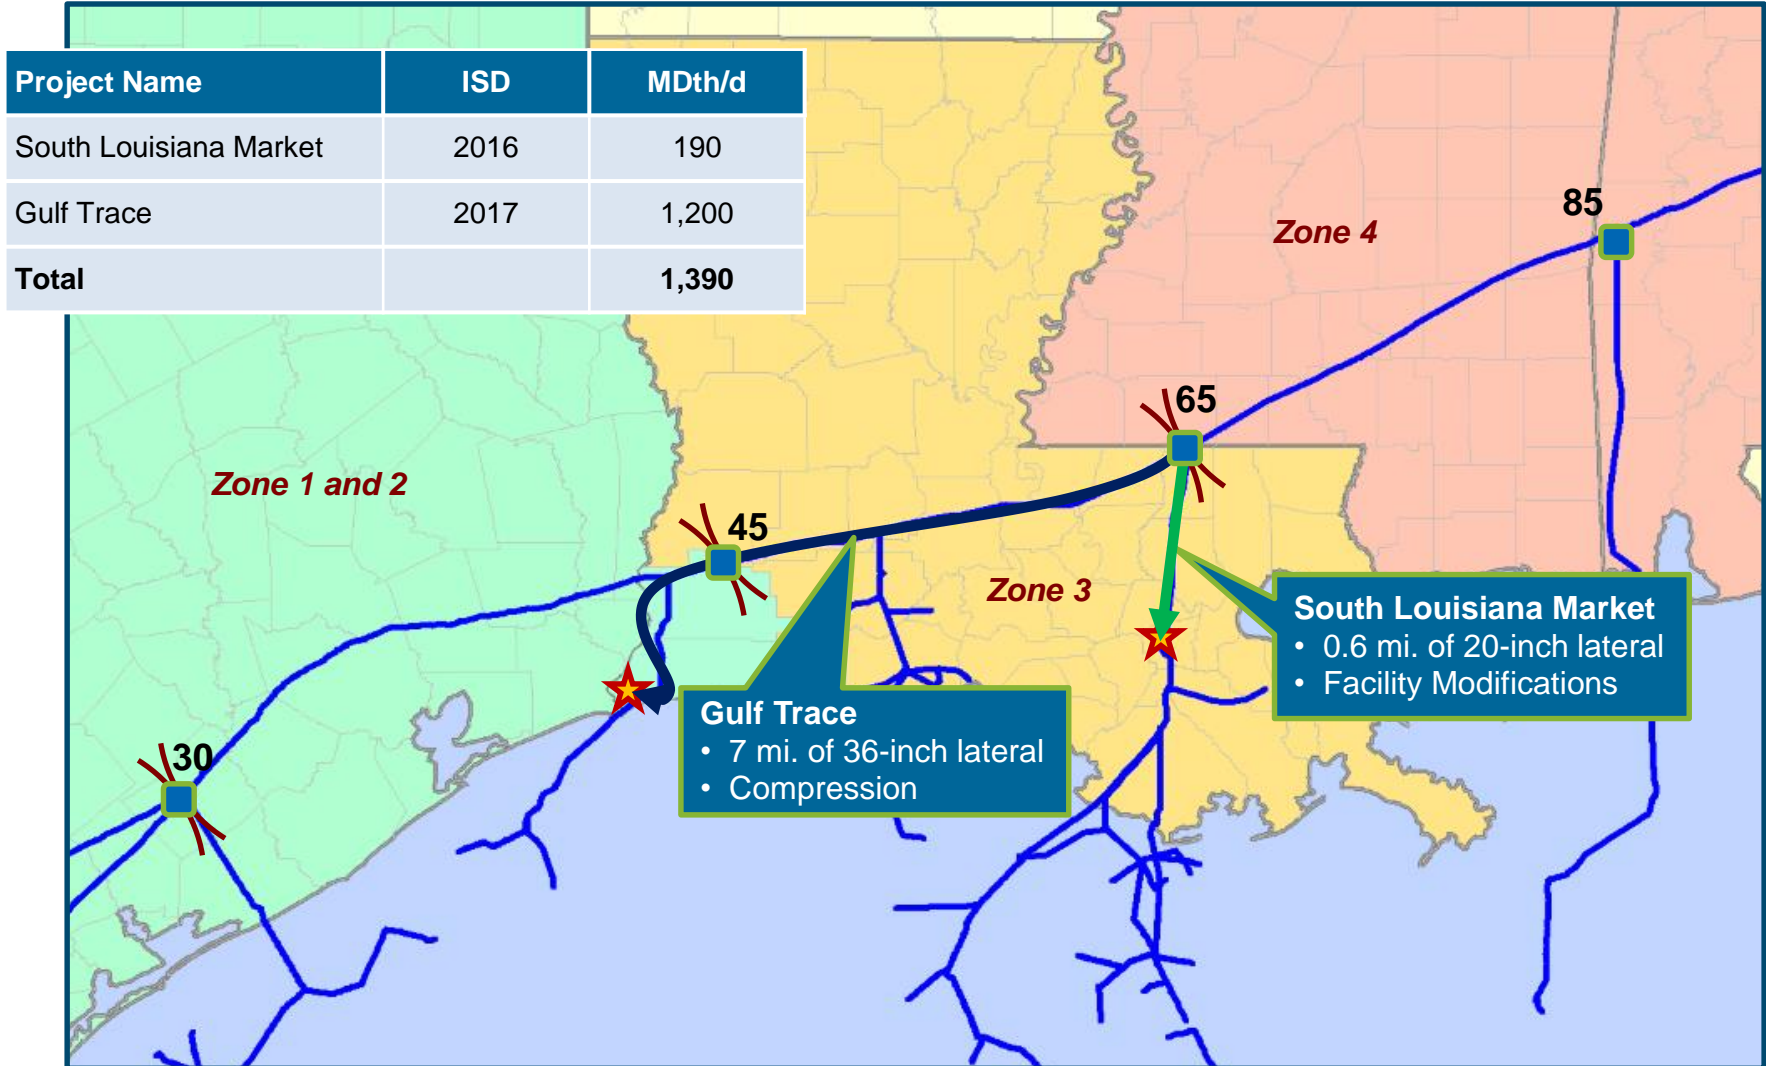 Project Name ISD MDth/d
South Louisiana Market 2016 190
Gulf Trace 2017 1,200
Total 1,390
85
Zone 4
65
Zone 1 and 2
45
Zone 3
South Louisiana Market
• 0.6 mi. of 20-inch lateral
• Facility Modifications
Gulf Trace
• 7 mi. of 36-inch lateral
• Compression
30